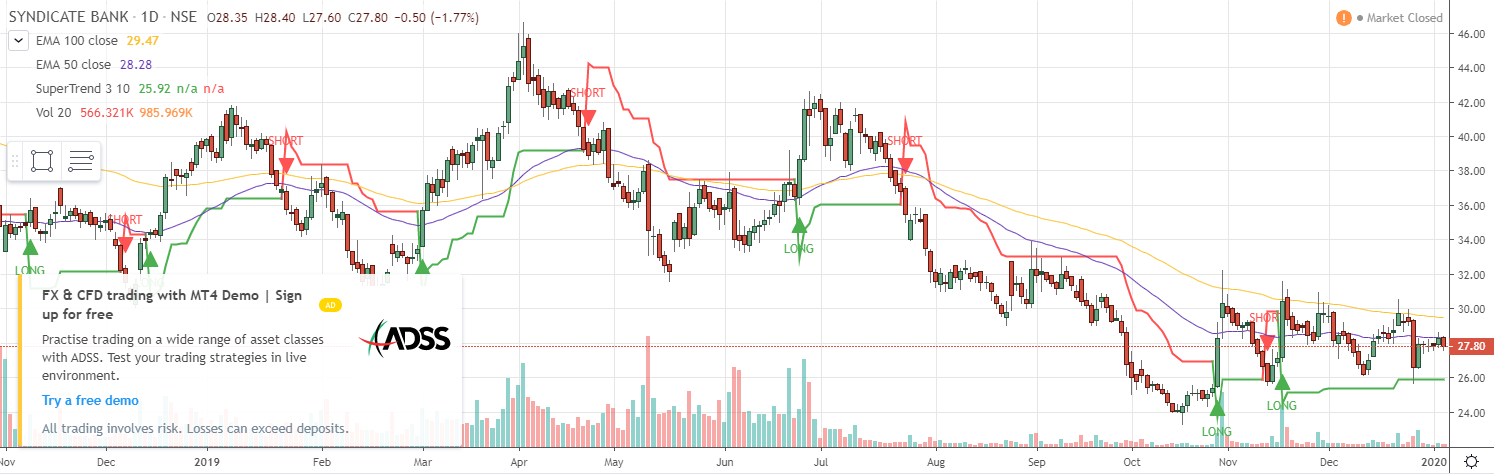 SYNDICATE BANK · 1D · NSE O28.35 H28.40 L27.60 C27.80 −0.50 (−1.77%)
! Market Closed
EMA 100 close 29.47
EMA 50 close 28.28
SuperTrend 3 10 25.92 n/a n/a
Vol 20 566.321K 985.969K
46.00
44.00
42.00
40.00
38.00
36.00
34.00
32.00
30.00
27.80
26.00
24.00
SHORT
SHORT
SHORT
SHORT
SHORT
LONG
LONG
LONG
LONG
FX & CFD trading with MT4 Demo | Sign
up for free
AD
Practise trading on a wide range of asset classes
with ADSS. Test your trading strategies in live
environment.
Try a free demo
All trading involves risk. Losses can exceed deposits.
ADSS
Nov Dec 2019 Feb Mar Apr May Jun Jul Aug Sep Oct Nov Dec 2020